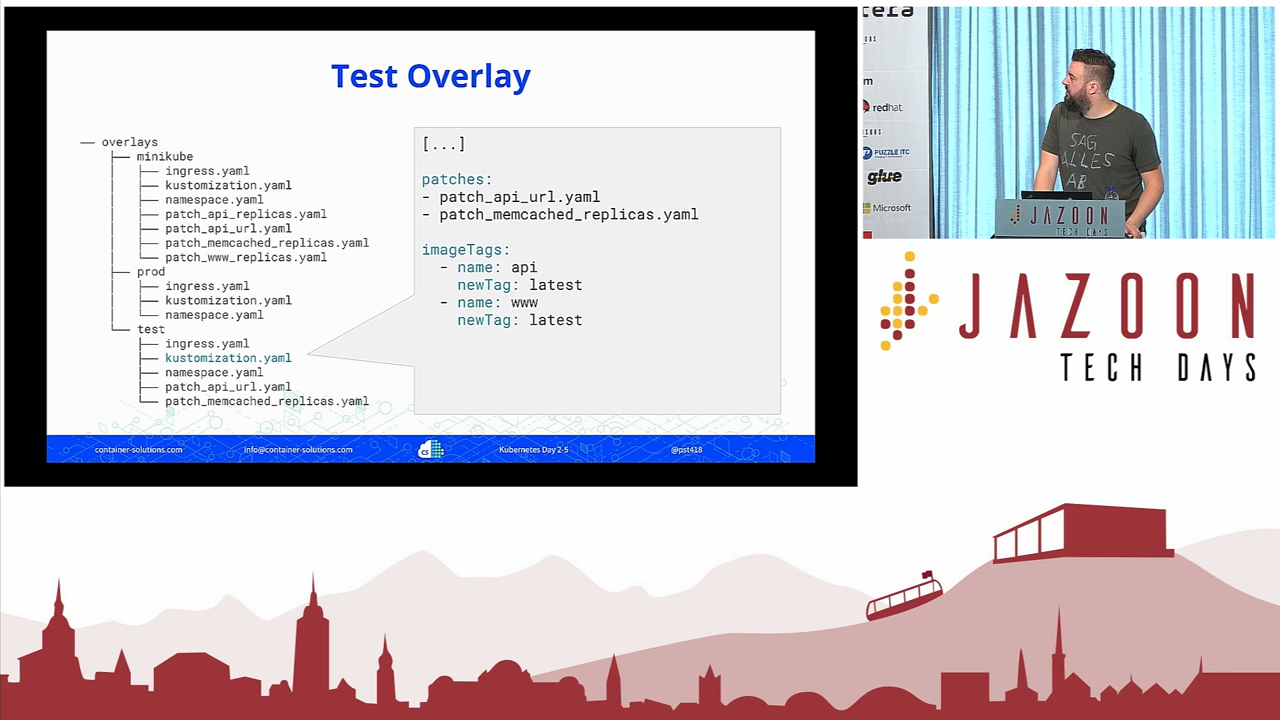 Test Overlay
── overlays
├── minikube
│ ├── ingress.yaml
│ ├── kustomization.yaml
│ ├── namespace.yaml
│ ├── patch_api_replicas.yaml
│ ├── patch_api_url.yaml
│ ├── patch_memcached_replicas.yaml
│ └── patch_www_replicas.yaml
├── prod
│ ├── ingress.yaml
│ ├── kustomization.yaml
│ └── namespace.yaml
└── test
├── ingress.yaml
├── kustomization.yaml
├── namespace.yaml
├── patch_api_url.yaml
└── patch_memcached_replicas.yaml
[...]
patches:
- patch_api_url.yaml
- patch_memcached_replicas.yaml
imageTags:
- name: api
newTag: latest
- name: www
newTag: latest
container-solutions.com
info@container-solutions.com
cs
Kubernetes Day 2-5
@pst418
redhat.
PUZZLE ITC
glue
Microsoft
SAG
ALLES
AB
JAZOON
TECH DAYS
JAZOON
TECH DAYS